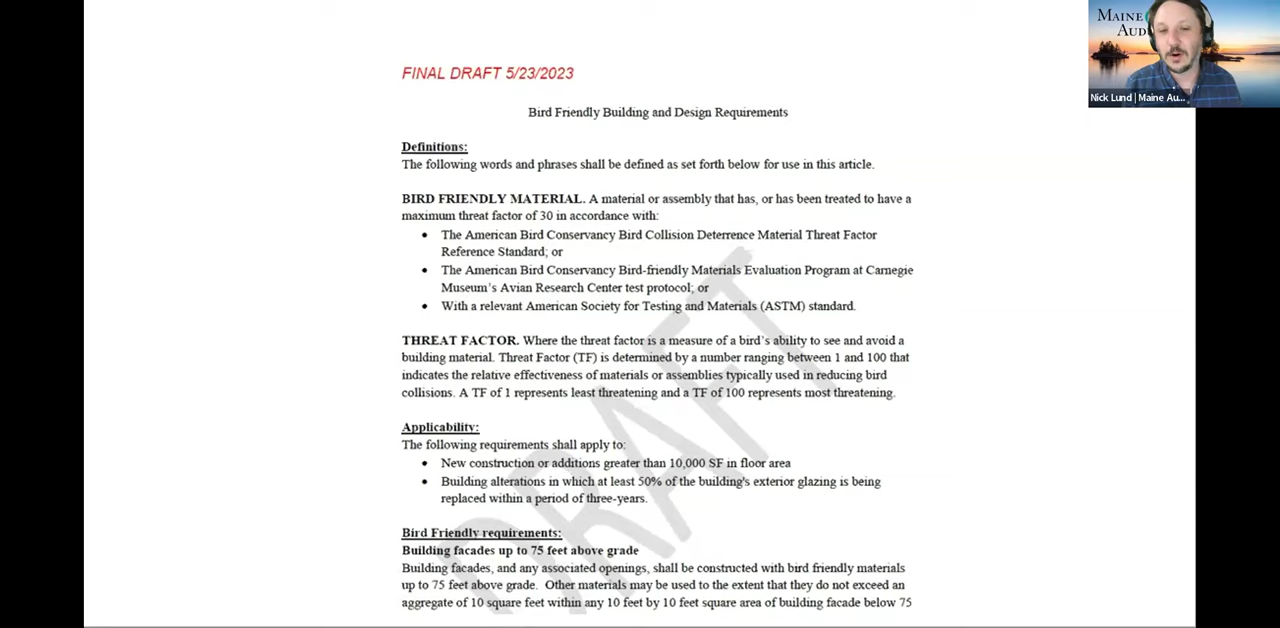 MAINE
AUD
FINAL DRAFT 5/23/2023
Nick Lund | Maine Au...
Bird Friendly Building and Design Requirements
Definitions:
The following words and phrases shall be defined as set forth below for use in this article.
BIRD FRIENDLY MATERIAL. A material or assembly that has, or has been treated to have a
maximum threat factor of 30 in accordance with:
• The American Bird Conservancy Bird Collision Deterrence Material Threat Factor
Reference Standard; or
• The American Bird Conservancy Bird-friendly Materials Evaluation Program at Carnegie
Museum's Avian Research Center test protocol; or
• With a relevant American Society for Testing and Materials (ASTM) standard.
THREAT FACTOR. Where the threat factor is a measure of a bird's ability to see and avoid a
building material. Threat Factor (TF) is determined by a number ranging between 1 and 100 that
indicates the relative effectiveness of materials or assemblies typically used in reducing bird
collisions. A TF of 1 represents least threatening and a TF of 100 represents most threatening.
Applicability:
The following requirements shall apply to:
• New construction or additions greater than 10,000 SF in floor area
• Building alterations in which at least 50% of the building's exterior glazing is being
replaced within a period of three-years.
Bird Friendly requirements:
Building facades up to 75 feet above grade
Building facades, and any associated openings, shall be constructed with bird friendly materials
up to 75 feet above grade. Other materials may be used to the extent that they do not exceed an
aggregate of 10 square feet within any 10 feet by 10 feet square area of building facade below 75
DRAFT